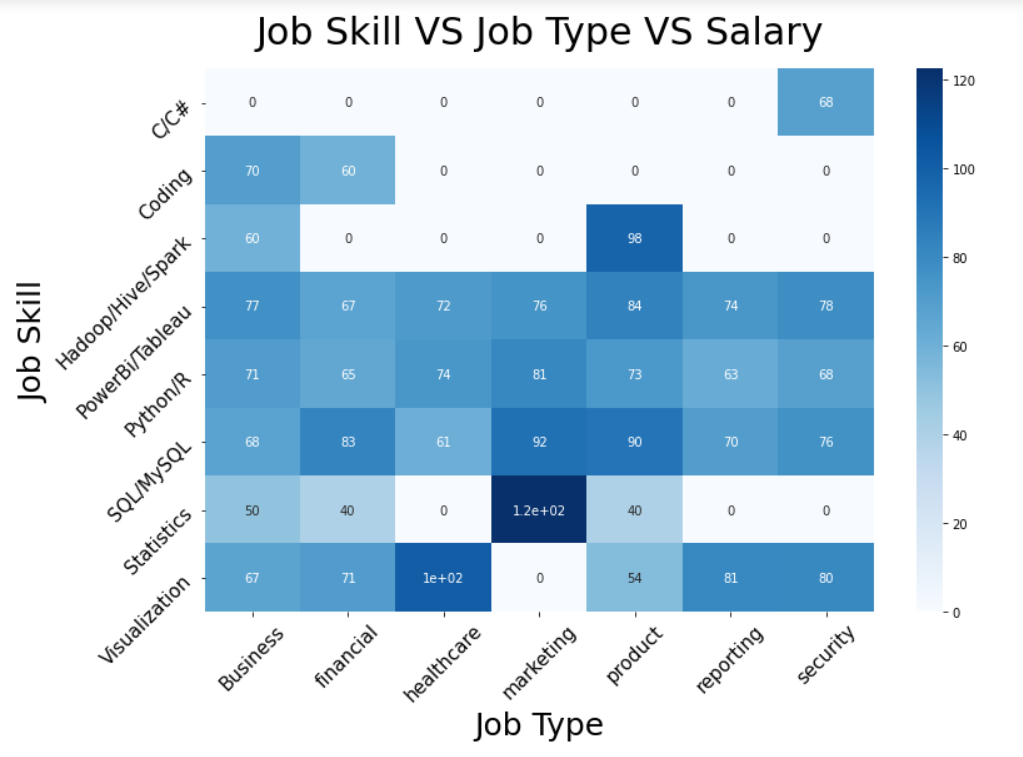 Job Skill VS Job Type VS Salary
Job Skill
C/C# 0 0 0 0 0 0 68
Coding 70 60 0 0 0 0 0
Hadoop/Hive/Spark 60 0 0 0 98 0 0
PowerBi/Tableau 77 67 72 76 84 74 78
Python/R 71 65 74 81 73 63 68
SQL/MySQL 68 83 61 92 90 70 76
Statistics 50 40 0 1.2e+02 40 0 0
Visualization 67 71 1e+02 0 54 81 80
Business financial healthcare marketing product reporting security
Job Type
120
100
80
60
40
20
0